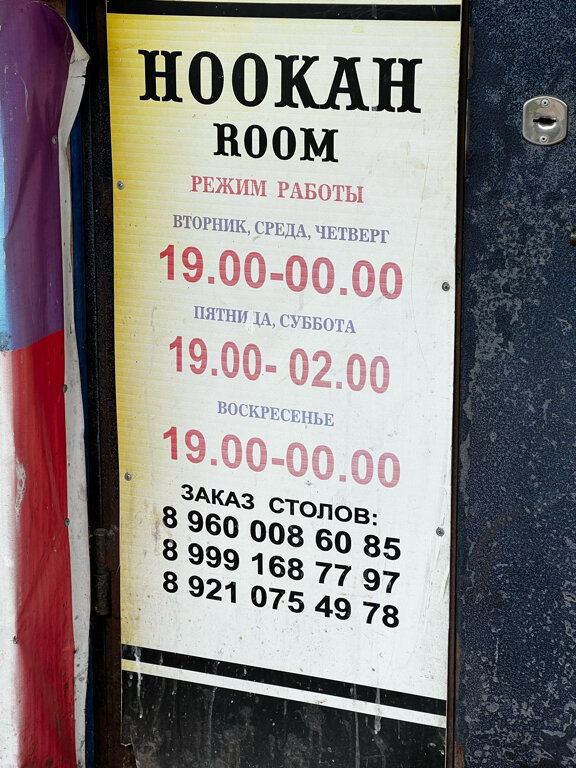 HOOKAH
ROOM
РЕЖИМ РАБОТЫ
ВТОРНИК, СРЕДА, ЧЕТВЕРГ
19.00-00.00
ПЯТНИЦА, СУББОТА
19.00- 02.00
ВОСКРЕСЕНЬЕ
19.00-00.00
ЗАКАЗ СТОЛОВ:
8 960 008 60 85
8 999 168 77 97
8 921 075 49 78